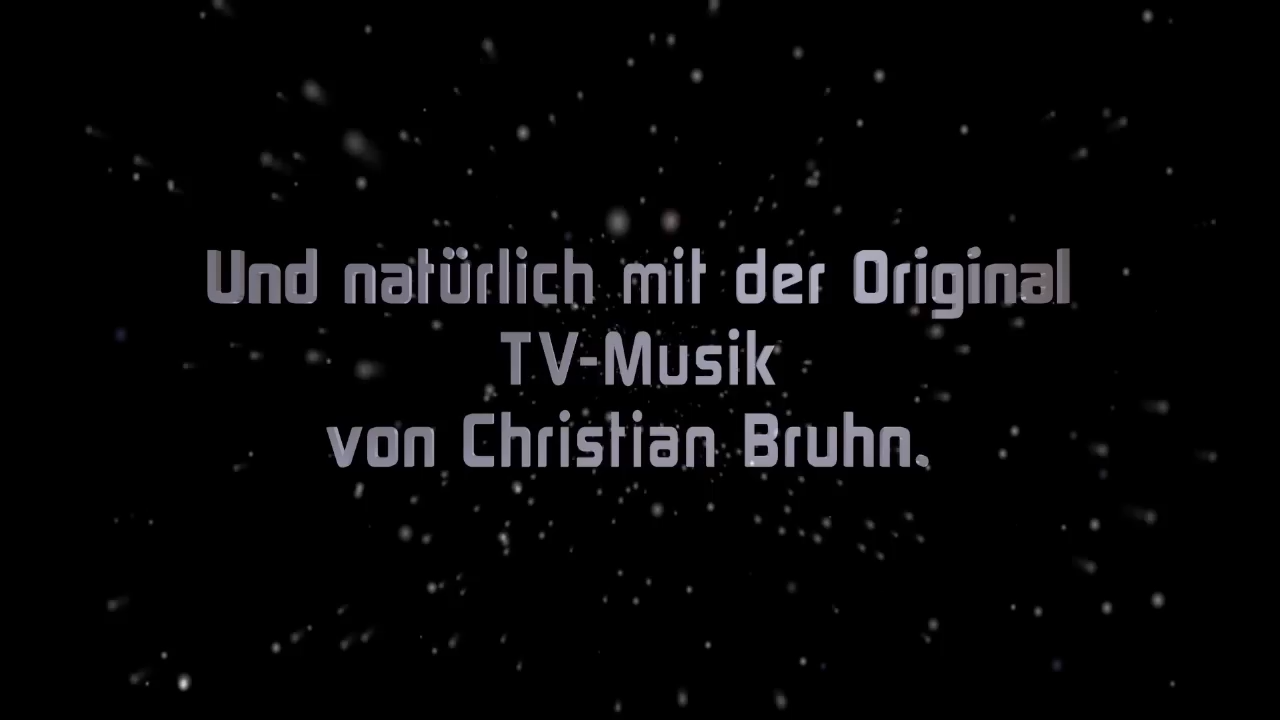 Und natürlich mit der Original
TV-Musik
von Christian Bruhn.